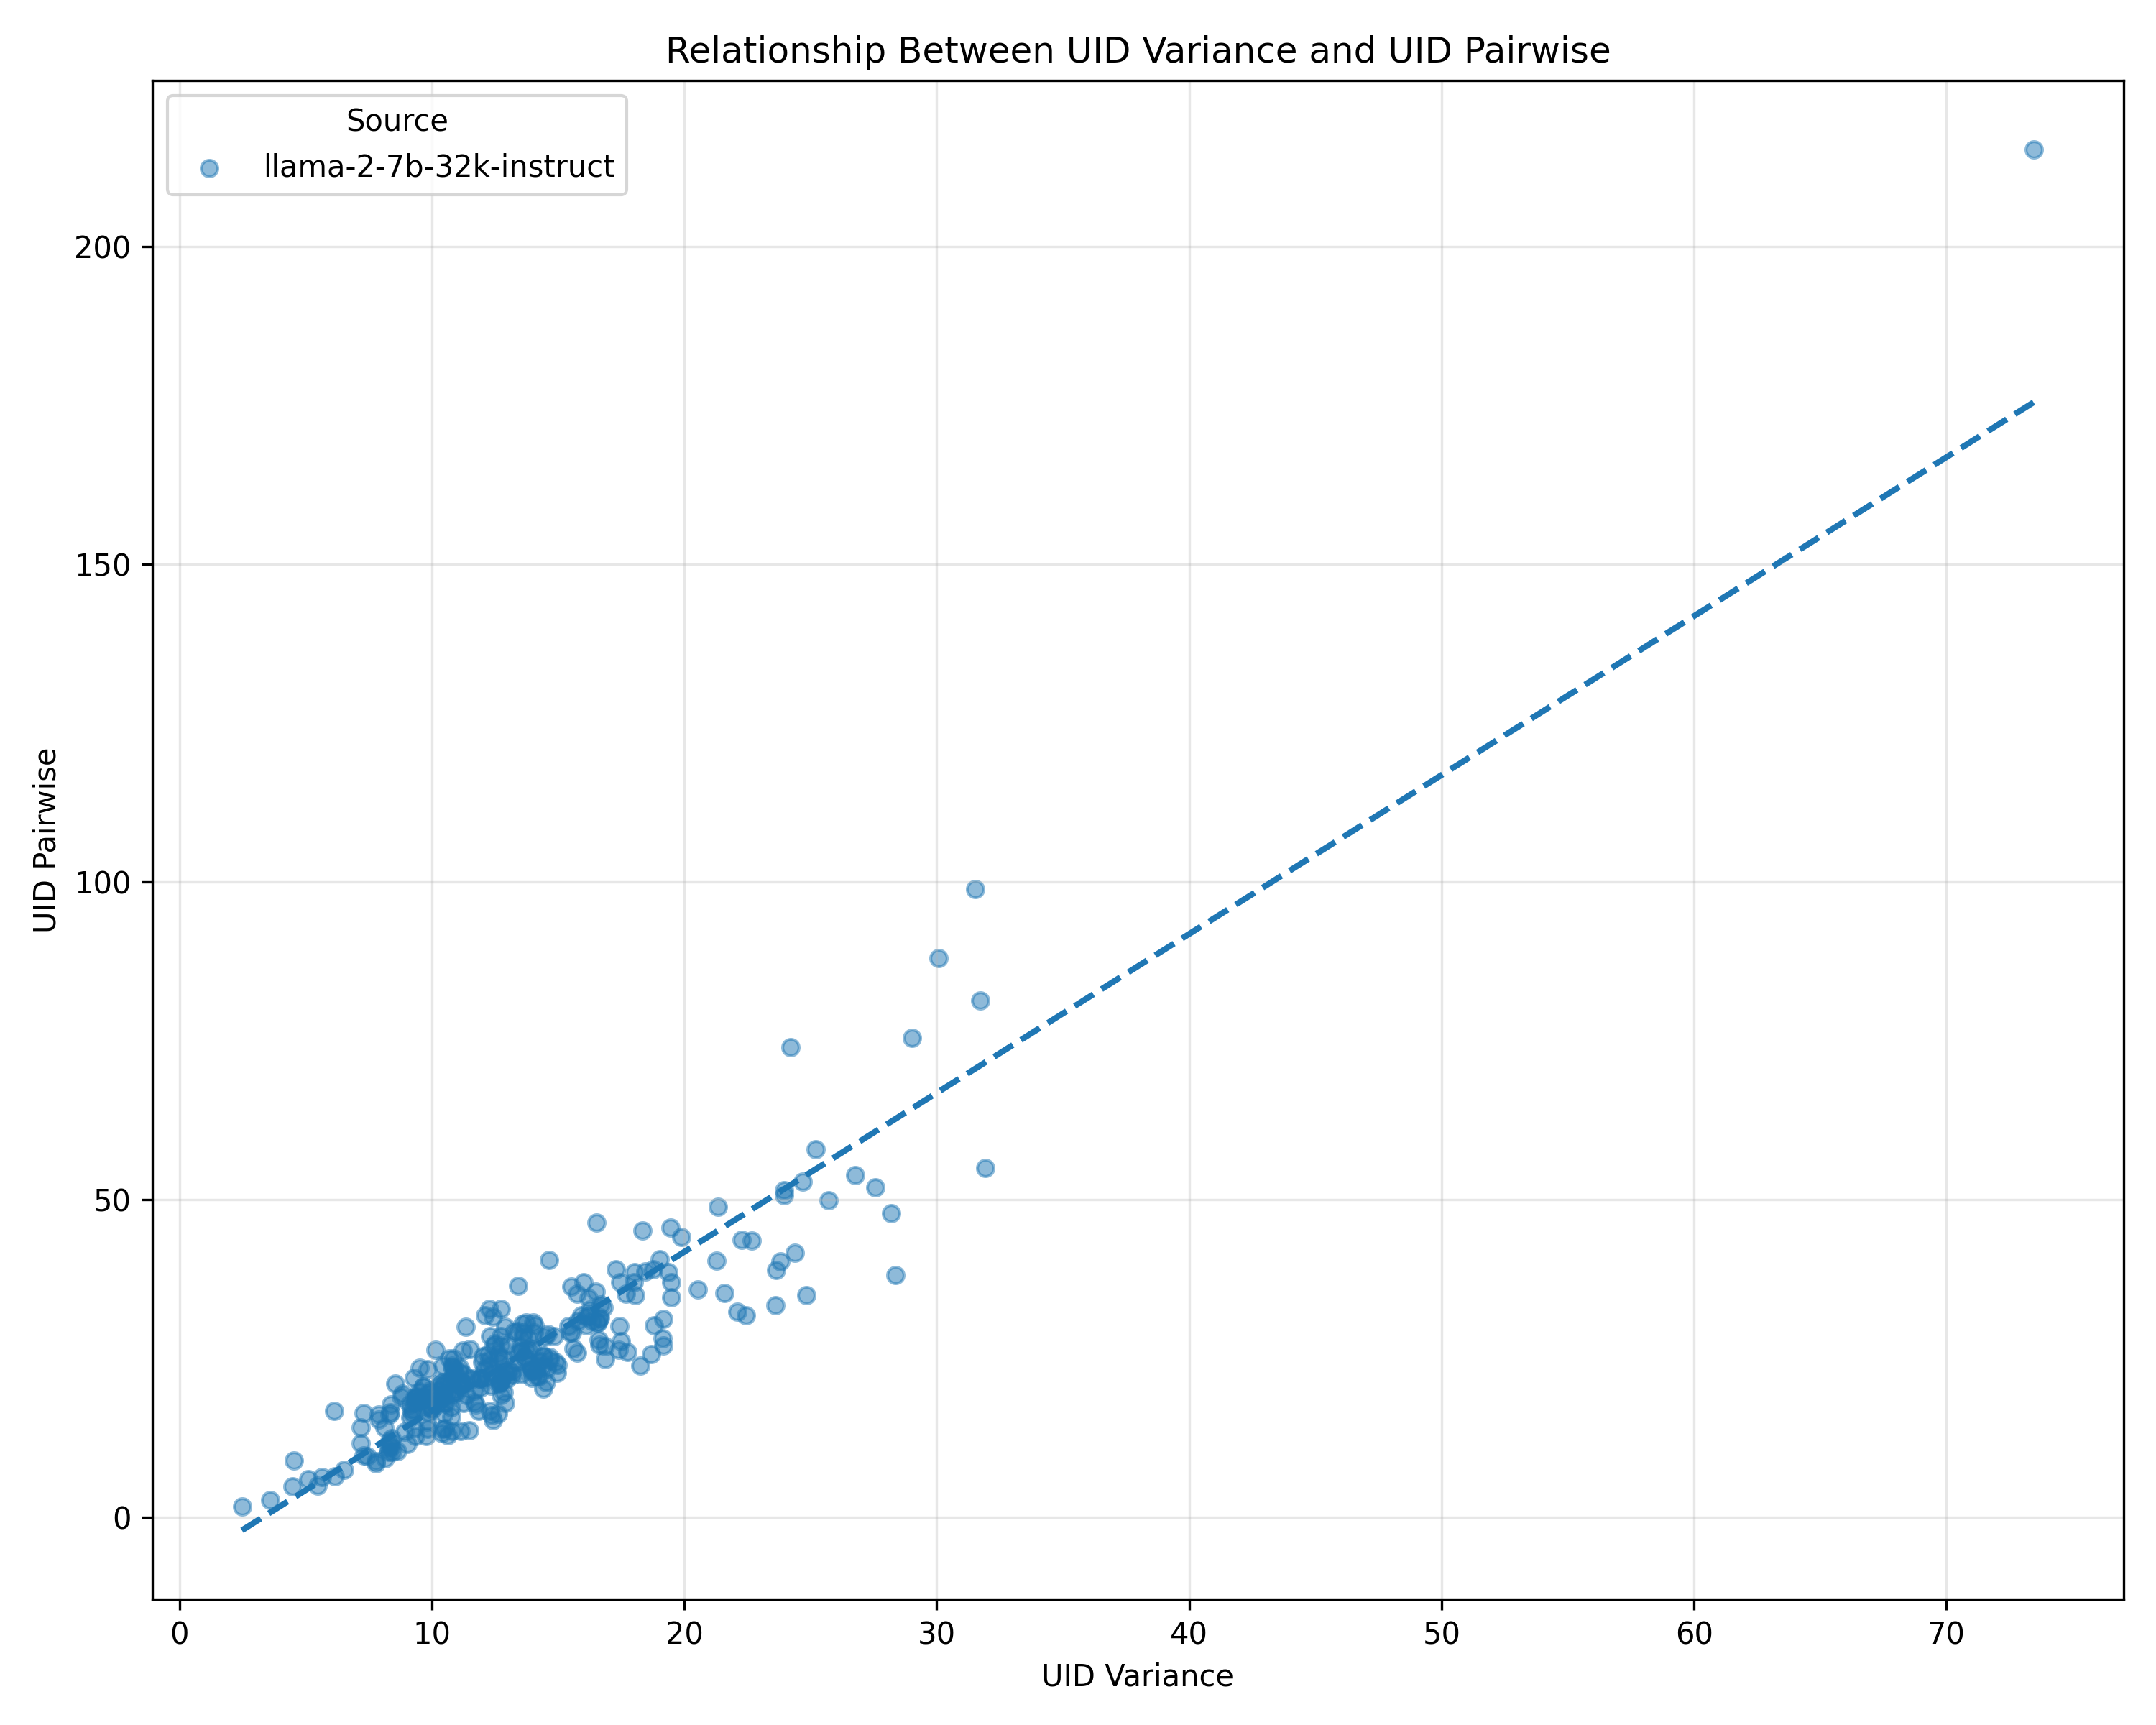 Relationship Between UID Variance and UID Pairwise
Source
llama-2-7b-32k-instruct
UID Pairwise
200
150
100
50
0
0 10 20 30 40 50 60 70
UID Variance